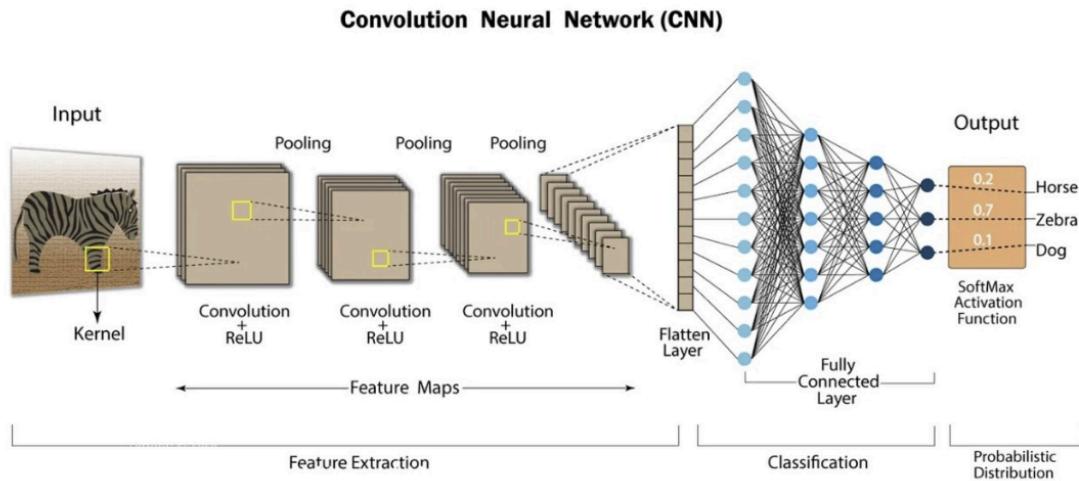 Convolution Neural Network (CNN)
Input
Output
Pooling
Pooling
Pooling
0.2
Horse
0.7
Zebra
0.1
Dog
Kernel
Convolution
+
ReLU
Convolution
+
ReLU
Convolution
+
ReLU
Flatten
Layer
SoftMax
Activation
Function
Feature Maps
Fully
Connected
Layer
Feature Extraction
Classification
Probabilistic
Distribution